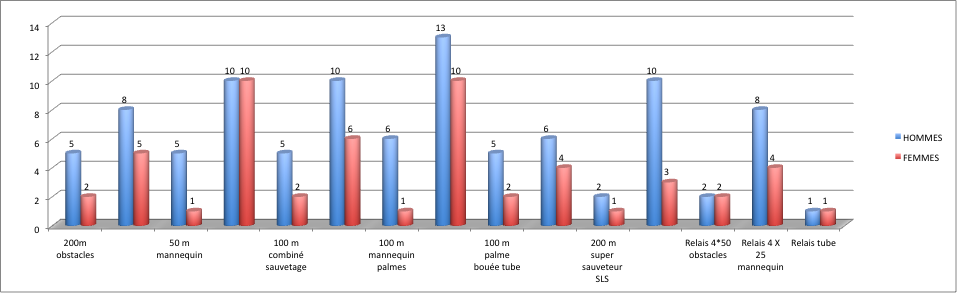 14
12
10
8
6
4
2
0
5 2 8 5 5 1 10 10 5 2 10 6 6 1 13 10 5 2 6 4 2 1 10 3 2 2 8 4 1 1
200m
obstacles
50 m
mannequin
100 m
combiné
sauvetage
100 m
mannequin
palmes
100 m
palme
bouée tube
200 m
super
sauveteur
SLS
Relais 4*50
obstacles
Relais 4 X
25
mannequin
Relais tube
HOMMES
FEMMES